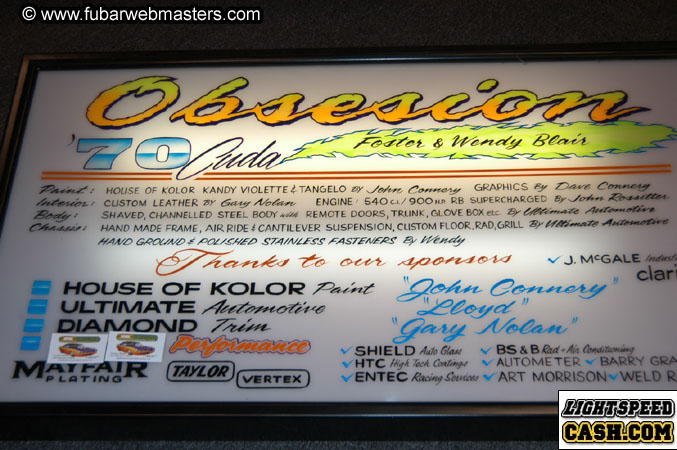 © www.fubarwebmasters.com
Obsesion
'70 Cuda
Foster & Wendy Blair
Paint: HOUSE OF KOLOR KANDY VIOLETTE & TANGELO By John Connery GRAPHICS By Dave Connery
Interior: CUSTOM LEATHER By Gary Nolan ENGINE: 540 C.I./900 H.P. RB SUPERCHARGED By John Rossitter
Body: SHAVED, CHANNELLED STEEL BODY with REMOTE DOORS, TRUNK, GLOVE BOX etc. By Ultimate Automotive
Chassis: HAND MADE FRAME, AIR RIDE & CANTILEVER SUSPENSION, CUSTOM FLOOR, RAD, GRILL By Ultimate Automotive
HAND GROUND & POLISHED STAINLESS FASTENERS By Wendy
Thanks to our sponsors
J. McGALE
clari
HOUSE OF KOLOR Paint
"John Connery"
ULTIMATE Automotive
"Lloyd"
DIAMOND Trim
"Gary Nolan"
Performance
MAYFAIR PLATING
TAYLOR
VERTEX
SHIELD Auto Glass
BS&B Rad & Air Conditioning
HTC High Tech Coatings
AUTOMETER
BARRY GRA
ENTEC Racing Services
ART MORRISON
WELD R
LIGHTSPEED
CASH.COM